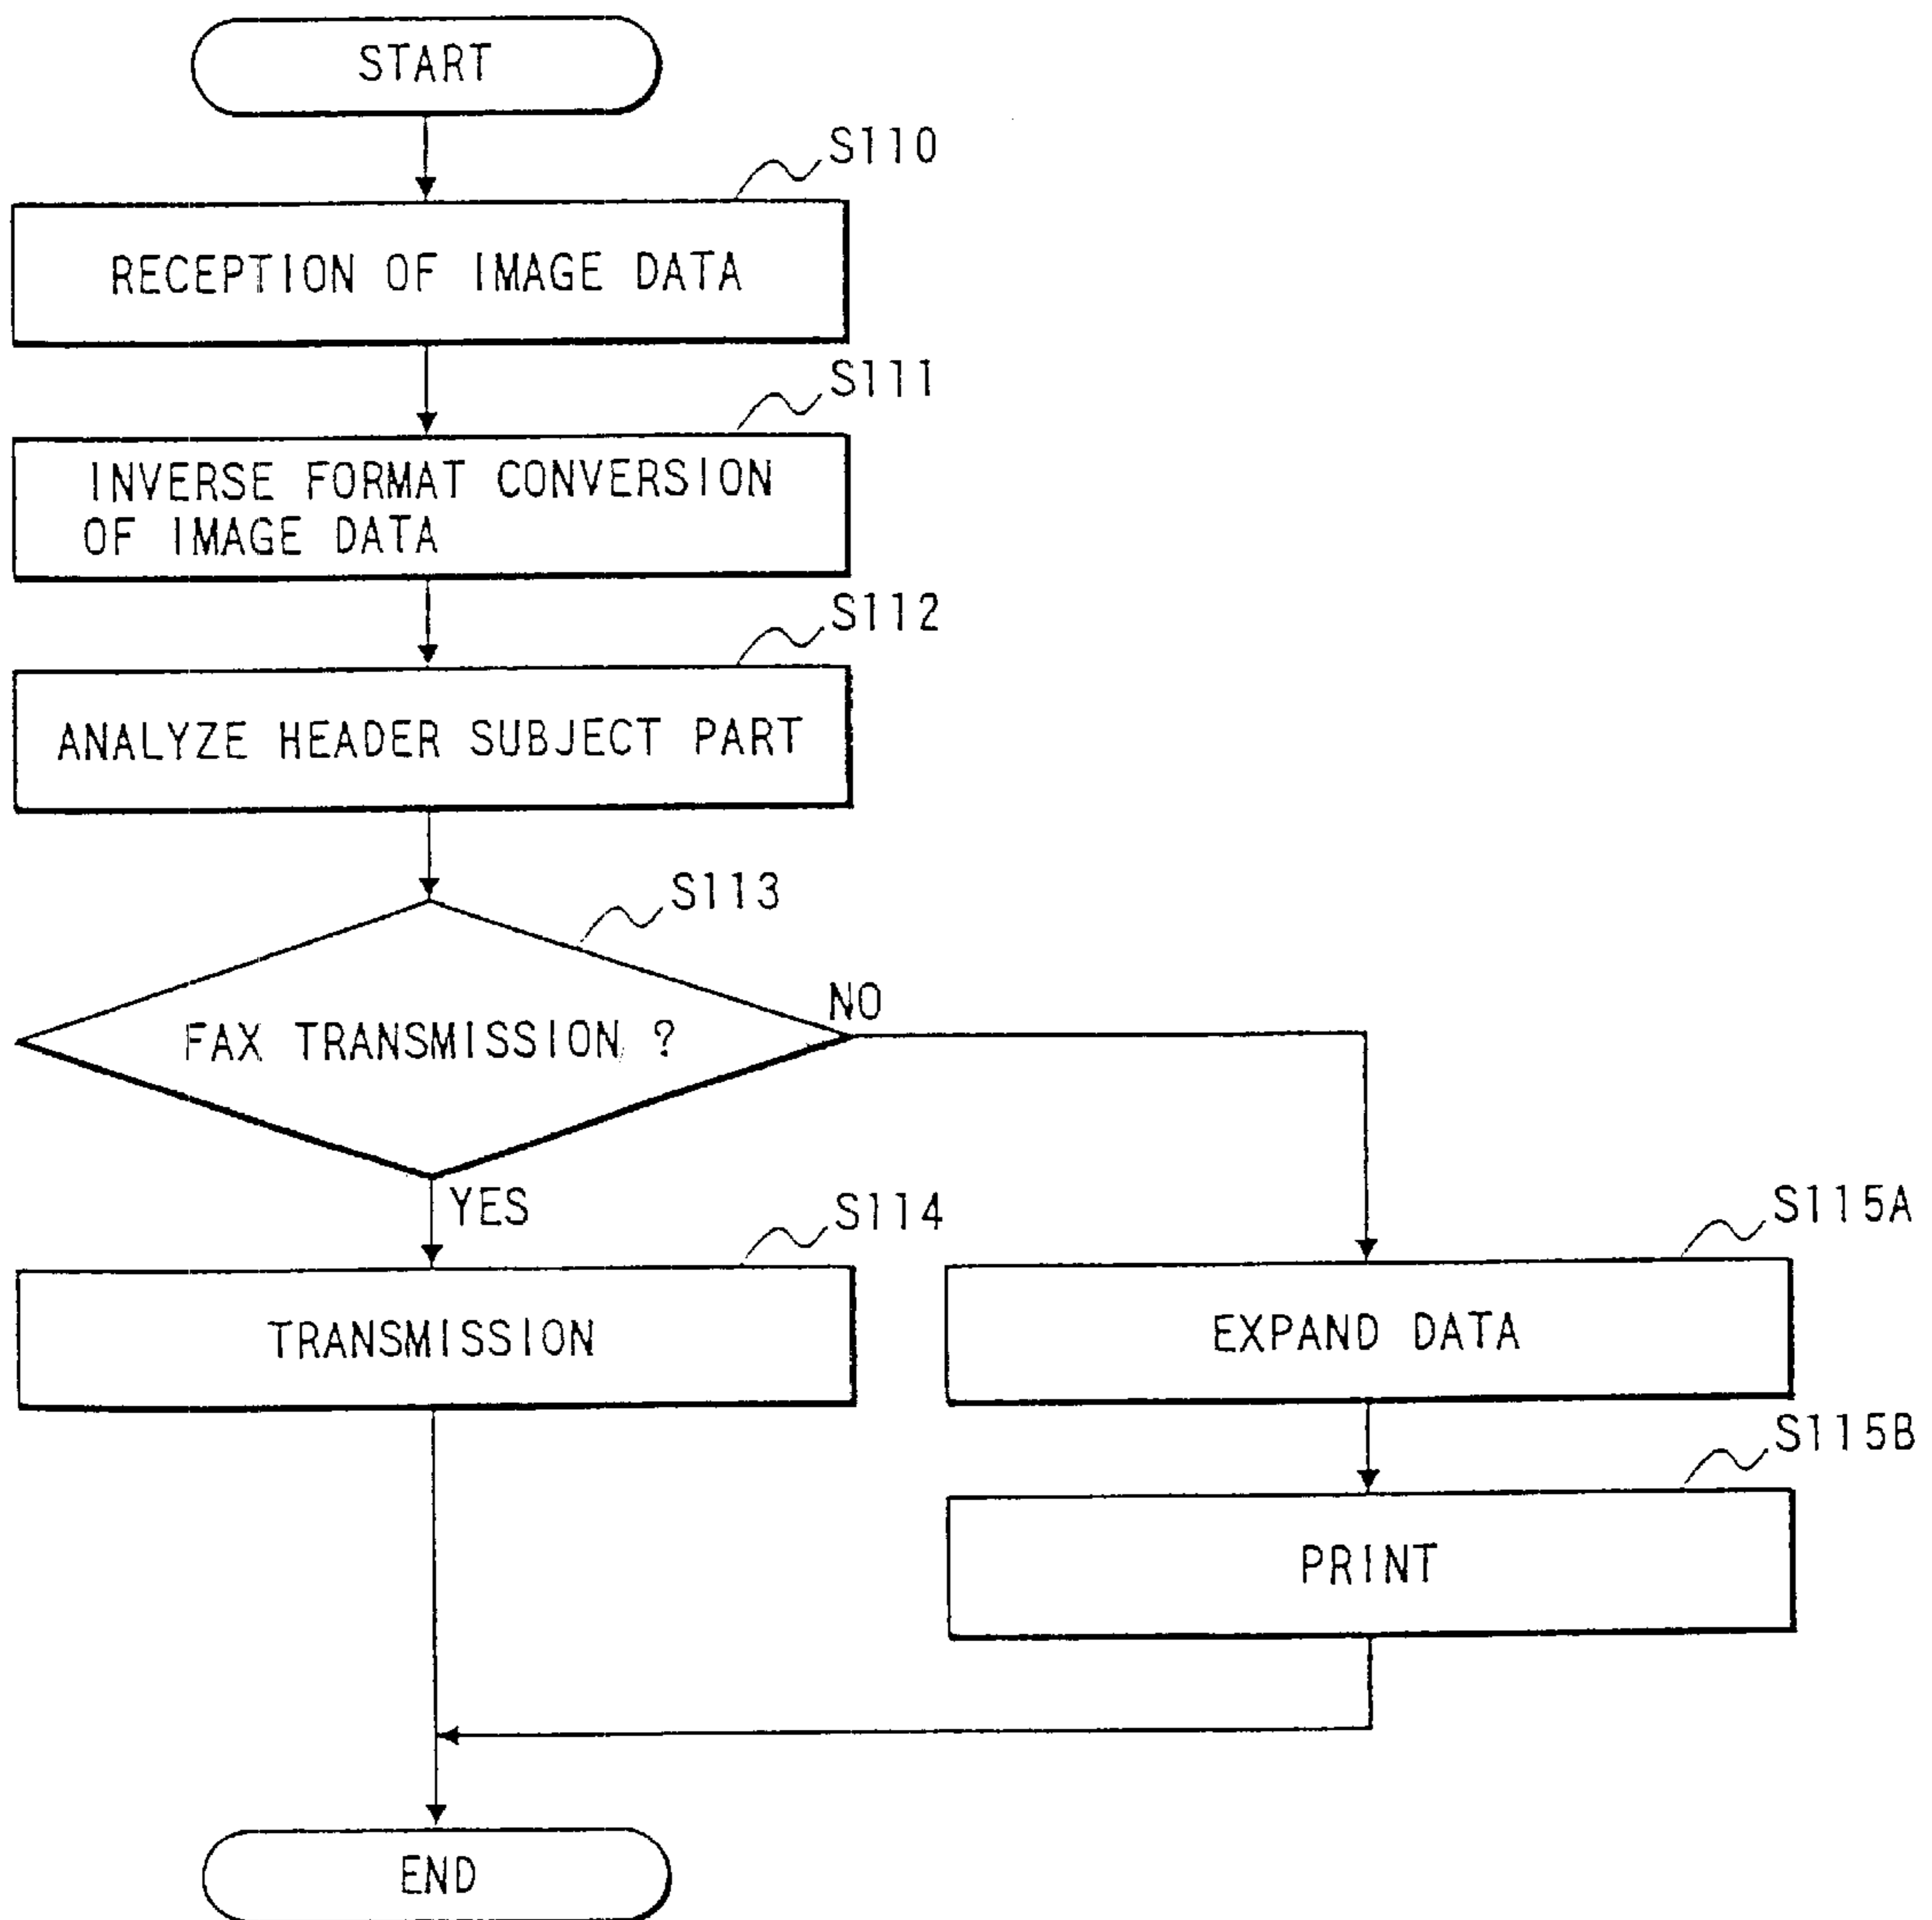 START
S110
RECEPTION OF IMAGE DATA
S111
INVERSE FORMAT CONVERSION
OF IMAGE DATA
S112
ANALYZE HEADER SUBJECT PART
S113
FAX TRANSMISSION ?
NO
YES
S114
TRANSMISSION
S115A
EXPAND DATA
S115B
PRINT
END